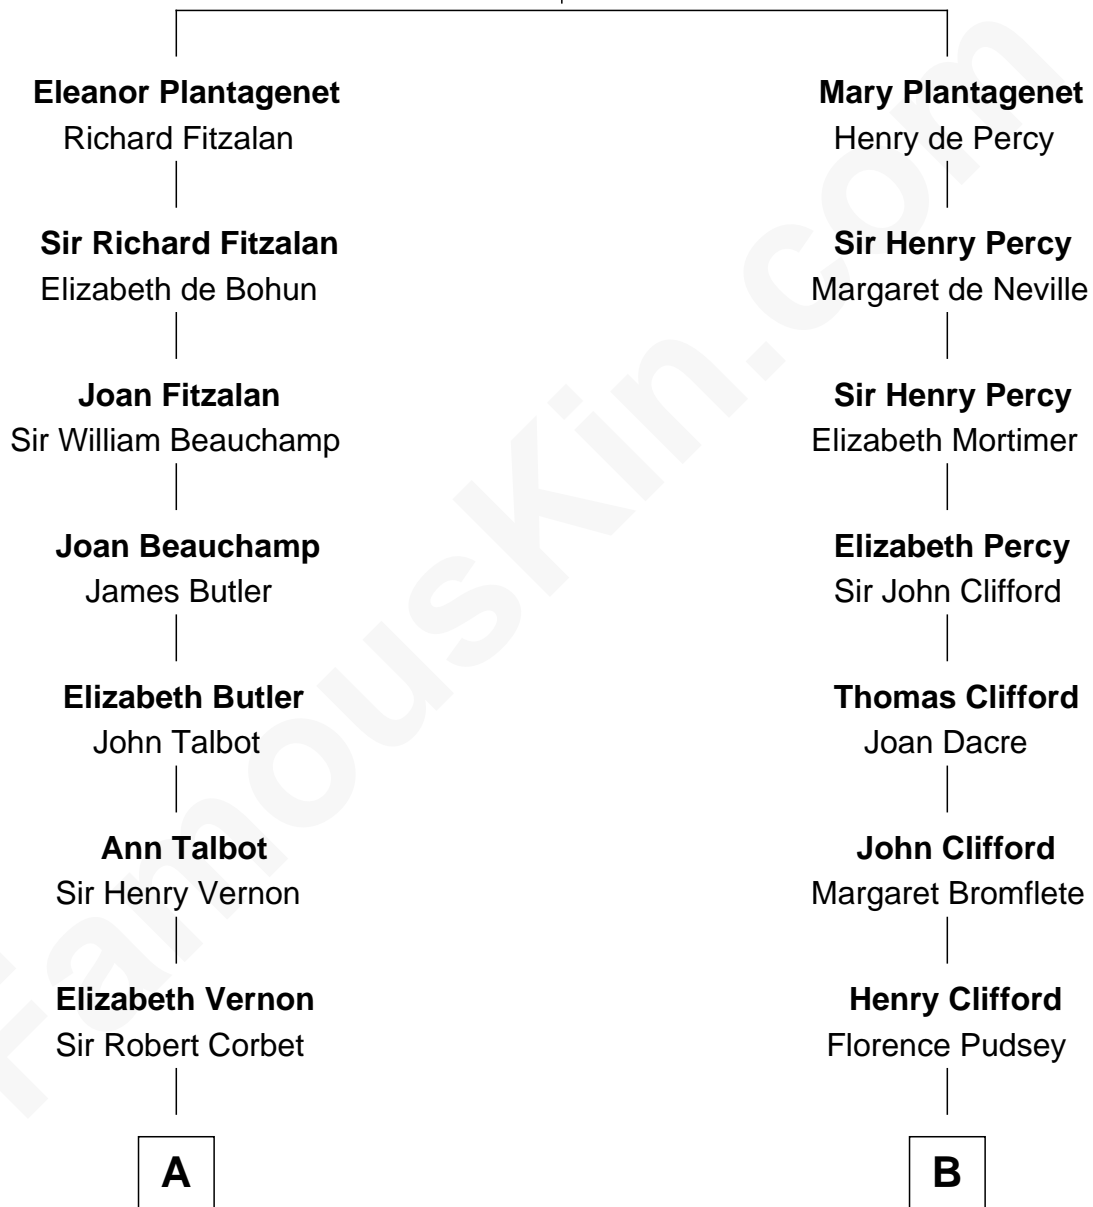 Eleanor Plantagenet
Richard Fitzalan
Sir Richard Fitzalan
Elizabeth de Bohun
Joan Fitzalan
Sir William Beauchamp
Joan Beauchamp
James Butler
Elizabeth Butler
John Talbot
Ann Talbot
Sir Henry Vernon
Elizabeth Vernon
Sir Robert Corbet
A
Mary Plantagenet
Henry de Percy
Sir Henry Percy
Margaret de Neville
Sir Henry Percy
Elizabeth Mortimer
Elizabeth Percy
Sir John Clifford
Thomas Clifford
Joan Dacre
John Clifford
Margaret Bromflete
Henry Clifford
Florence Pudsey
B
FamousKin.com